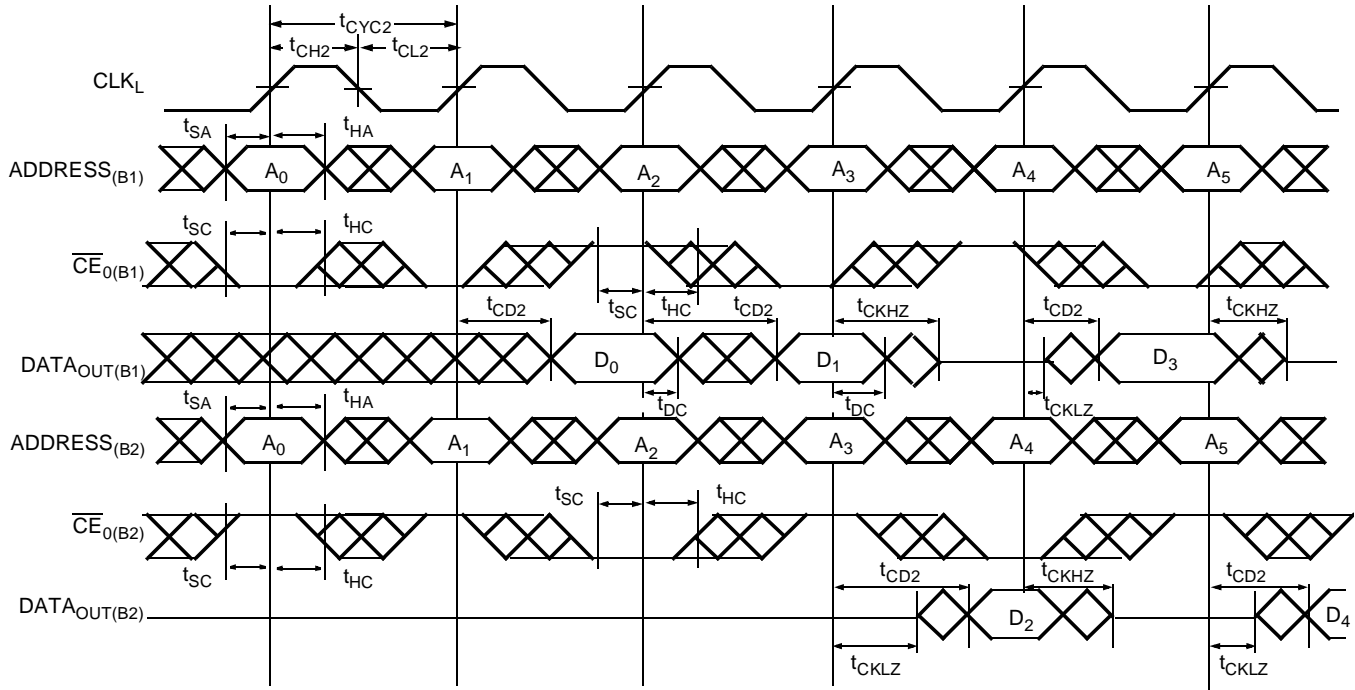 tCYC2
tCH2 tCL2
CLKL
tSA tHA
ADDRESS(B1) A0 A1 A2 A3 A4 A5
tSC tHC
CE0(B1)
tCD2 tSC tHC tCD2 tCKHZ tCD2 tCKHZ
DATAOUT(B1) D0 D1 D3
tSA tHA tDC tDC tCKLZ
ADDRESS(B2) A0 A1 A2 A3 A4 A5
tSC tHC
CE0(B2)
tSC tHC tCD2 tCKHZ tCD2
DATAOUT(B2) D2 D4
tCKLZ tCKLZ